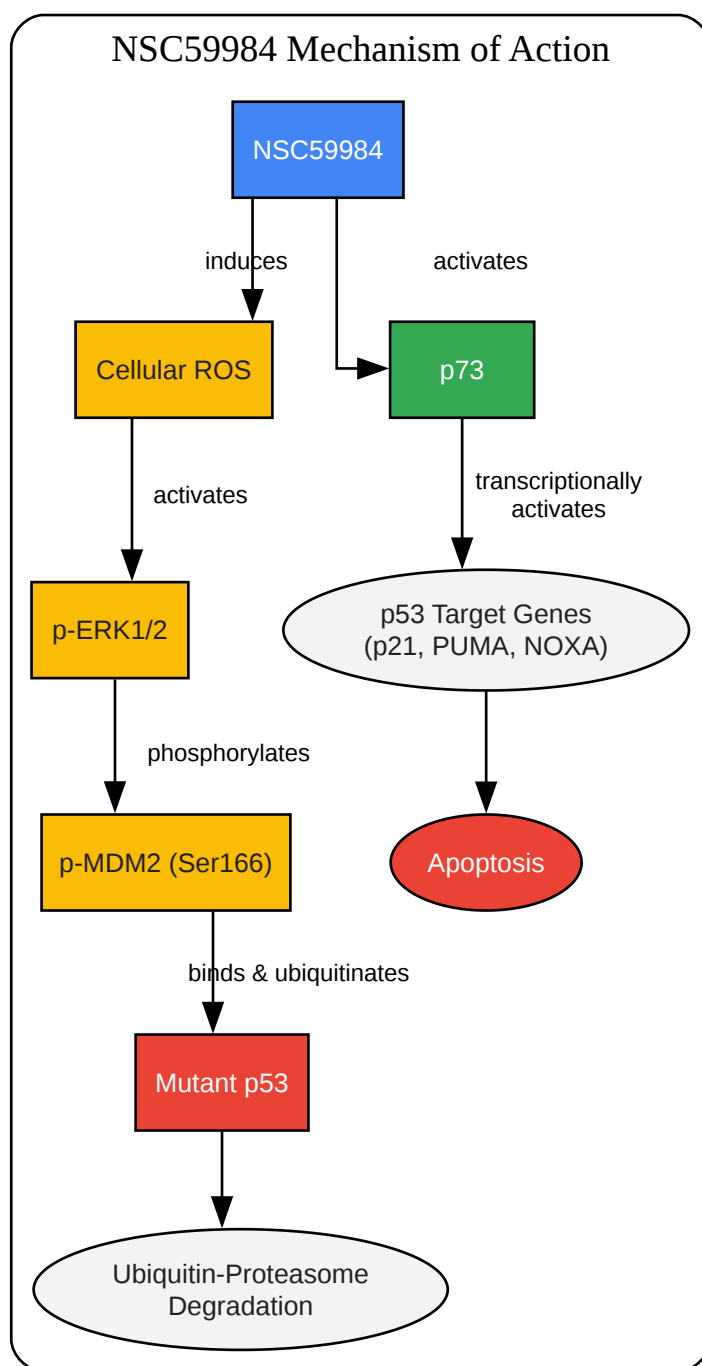 NSC59984 Mechanism of Action
NSC59984
induces
activates
Cellular ROS
p73
activates
transcriptionally
activates
p-ERK1/2
p53 Target Genes
(p21, PUMA, NOXA)
phosphorylates
p-MDM2 (Ser166)
Apoptosis
binds & ubiquitinates
Mutant p53
Ubiquitin-Proteasome
Degradation